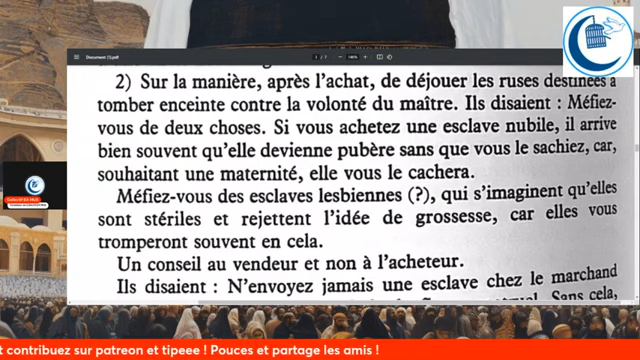 Document (1).pdf
2) Sur la manière, après l'achat, de déjouer les ruses destinées à
tomber enceinte contre la volonté du maître. Ils disaient : Méfiez-
vous de deux choses. Si vous achetez une esclave nubile, il arrive
bien souvent qu'elle devienne pubère sans que vous le sachiez, car,
souhaitant une maternité, elle vous le cachera.
Méfiez-vous des esclaves lesbiennes (?), qui s'imaginent qu'elles
sont stériles et rejettent l'idée de grossesse, car elles vous
tromperont souvent en cela.
Un conseil au vendeur et non à l'acheteur.
Ils disaient : N'envoyez jamais une esclave chez le marchand
Sans cela,
t contribuez sur patreon et tipeee ! Pouces et partage les amis !